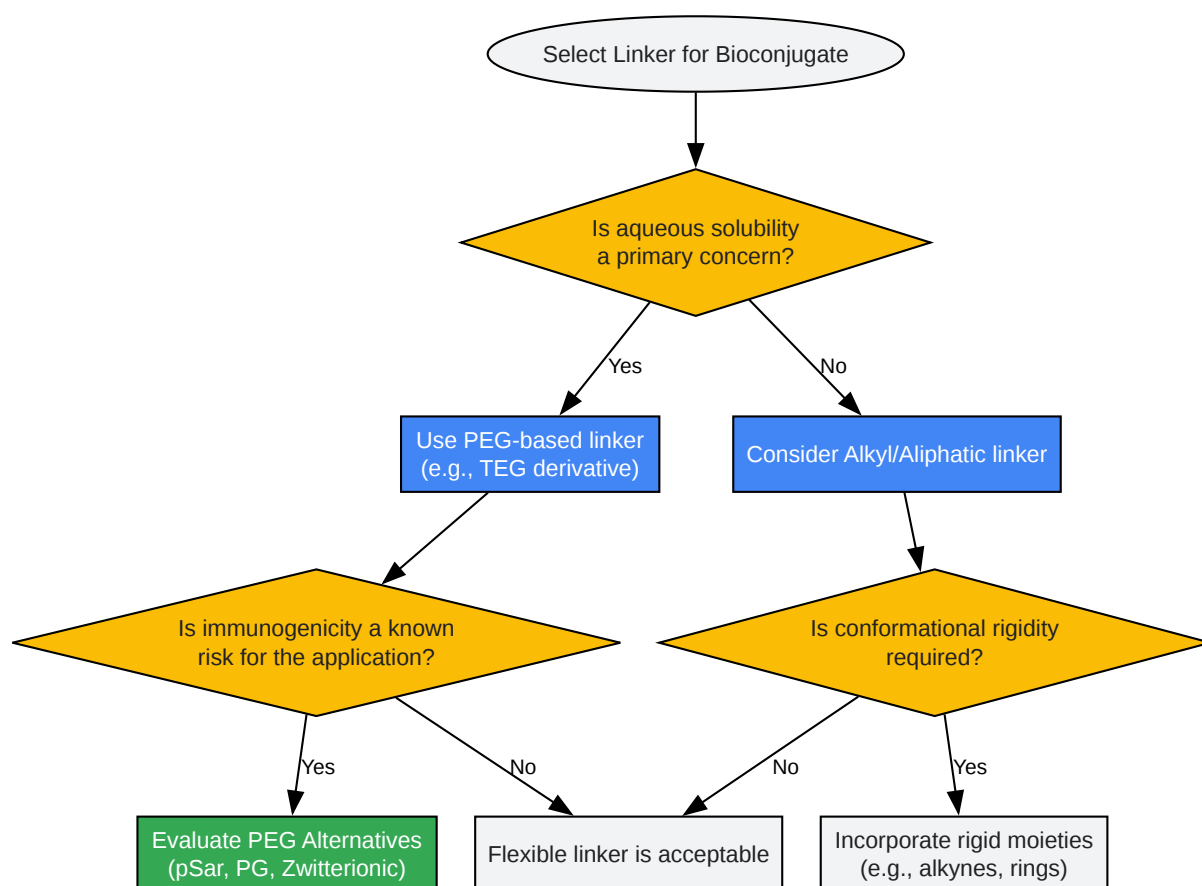 Select Linker for Bioconjugate
Is aqueous solubility
a primary concern?
Yes
No
Use PEG-based linker
(e.g., TEG derivative)
Consider Alkyl/Aliphatic linker
Is immunogenicity a known
risk for the application?
Is conformational rigidity
required?
Yes
No
No
Yes
Evaluate PEG Alternatives
(pSar, PG, Zwitterionic)
Flexible linker is acceptable
Incorporate rigid moieties
(e.g., alkynes, rings)